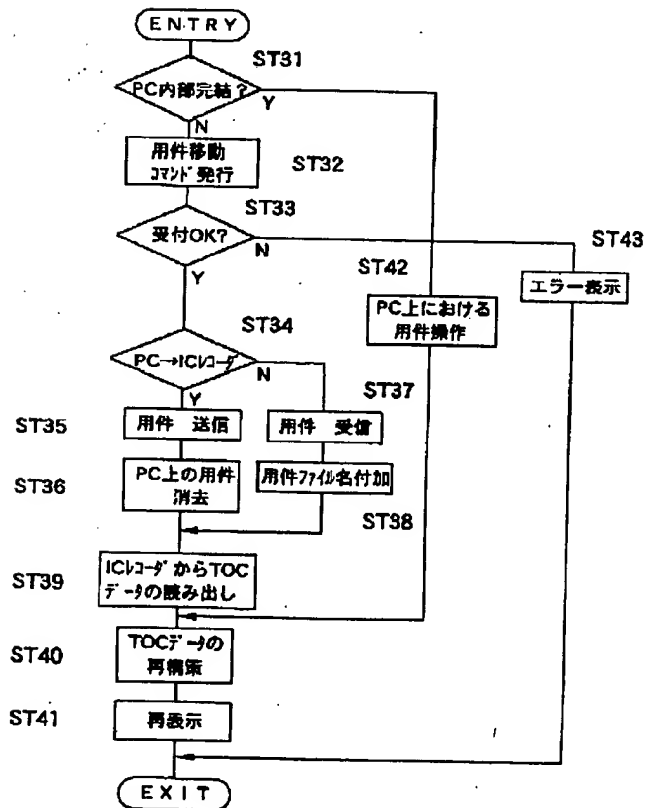 ENTRY
ST31
PC内部完結?
Y
N
用件移動
コマンド発行
ST32
ST33
受付OK?
N
Y
ST43
エラー表示
ST42
PC上における
用件操作
ST34
PC→ICレコーダ
N
Y
ST37
ST35
用件 送信
用件 受信
ST36
PC上の用件
消去
用件ファイル名付加
ST38
ST39
ICレコーダからTOC
データの読み出し
ST40
TOCデータの
再構策
ST41
再表示
EXIT